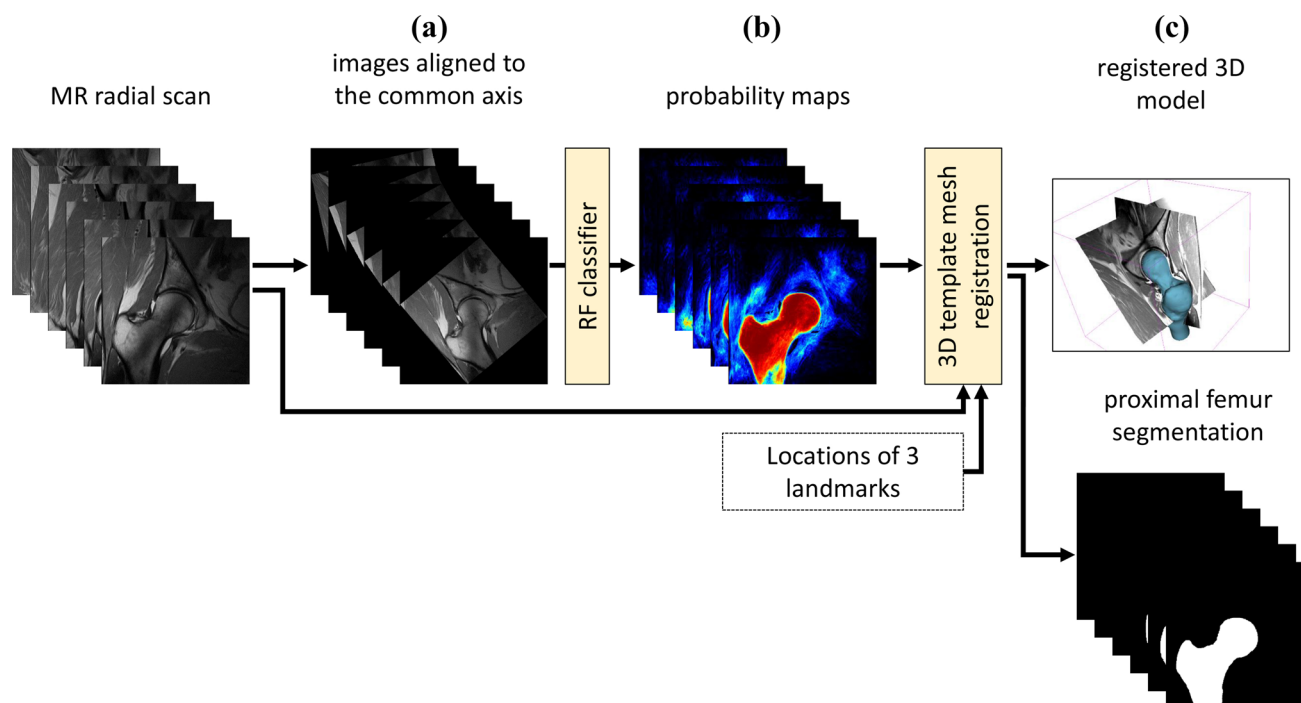 (a)
(b)
(c)
MR radial scan
images aligned to
the common axis
probability maps
registered 3D
model
RF classifier
3D template mesh
registration
Locations of 3
landmarks
proximal femur
segmentation